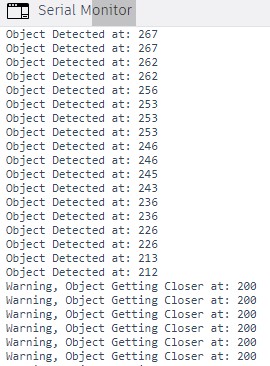 Serial Monitor
Object Detected at: 267
Object Detected at: 267
Object Detected at: 262
Object Detected at: 262
Object Detected at: 256
Object Detected at: 253
Object Detected at: 253
Object Detected at: 253
Object Detected at: 246
Object Detected at: 246
Object Detected at: 245
Object Detected at: 243
Object Detected at: 236
Object Detected at: 236
Object Detected at: 226
Object Detected at: 226
Object Detected at: 213
Object Detected at: 212
Warning, Object Getting Closer at: 200
Warning, Object Getting Closer at: 200
Warning, Object Getting Closer at: 200
Warning, Object Getting Closer at: 200
Warning, Object Getting Closer at: 200
Warning, Object Getting Closer at: 200